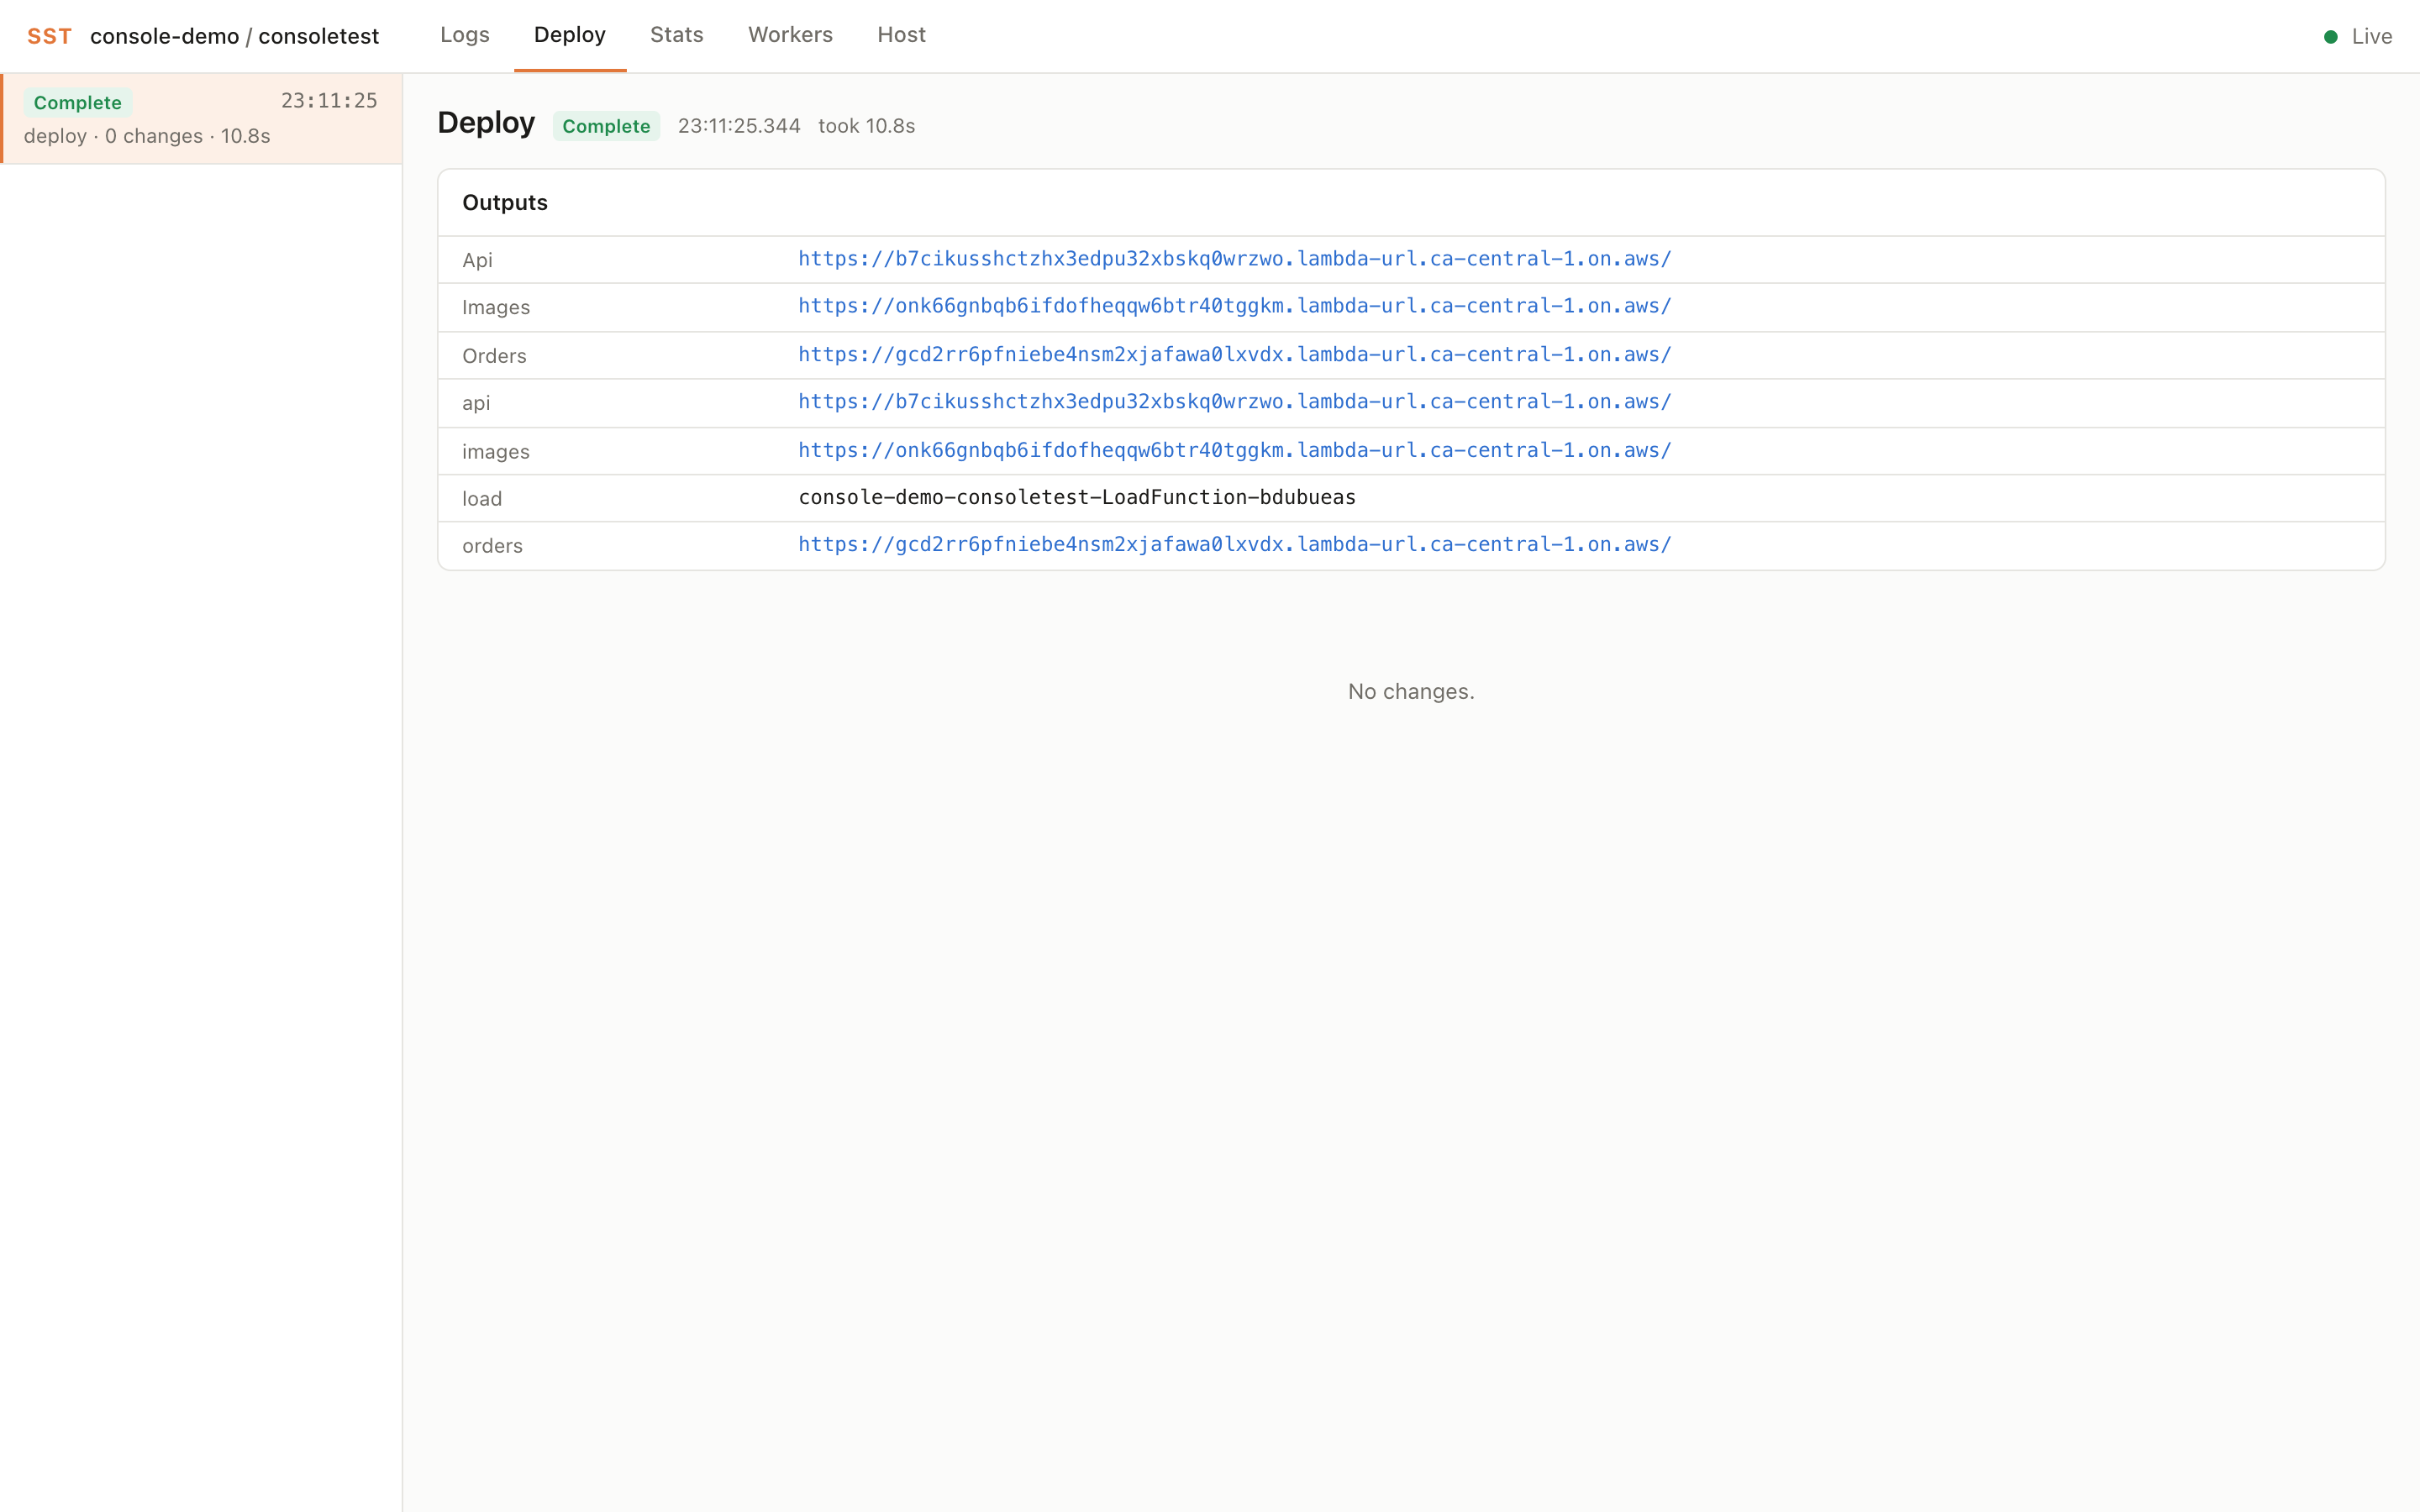 SST console-demo / consoletest Logs Deploy Stats Workers Host Live
Complete 23:11:25
deploy · 0 changes · 10.8s
Deploy Complete 23:11:25.344 took 10.8s
Outputs
Api https://b7cikusshctzhx3edpu32xbskq0wrzwo.lambda-url.ca-central-1.on.aws/
Images https://onk66gnbqb6ifdofheqqw6btr40tggkm.lambda-url.ca-central-1.on.aws/
Orders https://gcd2rr6pfniebe4nsm2xjafawa0lxvdx.lambda-url.ca-central-1.on.aws/
api https://b7cikusshctzhx3edpu32xbskq0wrzwo.lambda-url.ca-central-1.on.aws/
images https://onk66gnbqb6ifdofheqqw6btr40tggkm.lambda-url.ca-central-1.on.aws/
load console-demo-consoletest-LoadFunction-bdubueas
orders https://gcd2rr6pfniebe4nsm2xjafawa0lxvdx.lambda-url.ca-central-1.on.aws/
No changes.